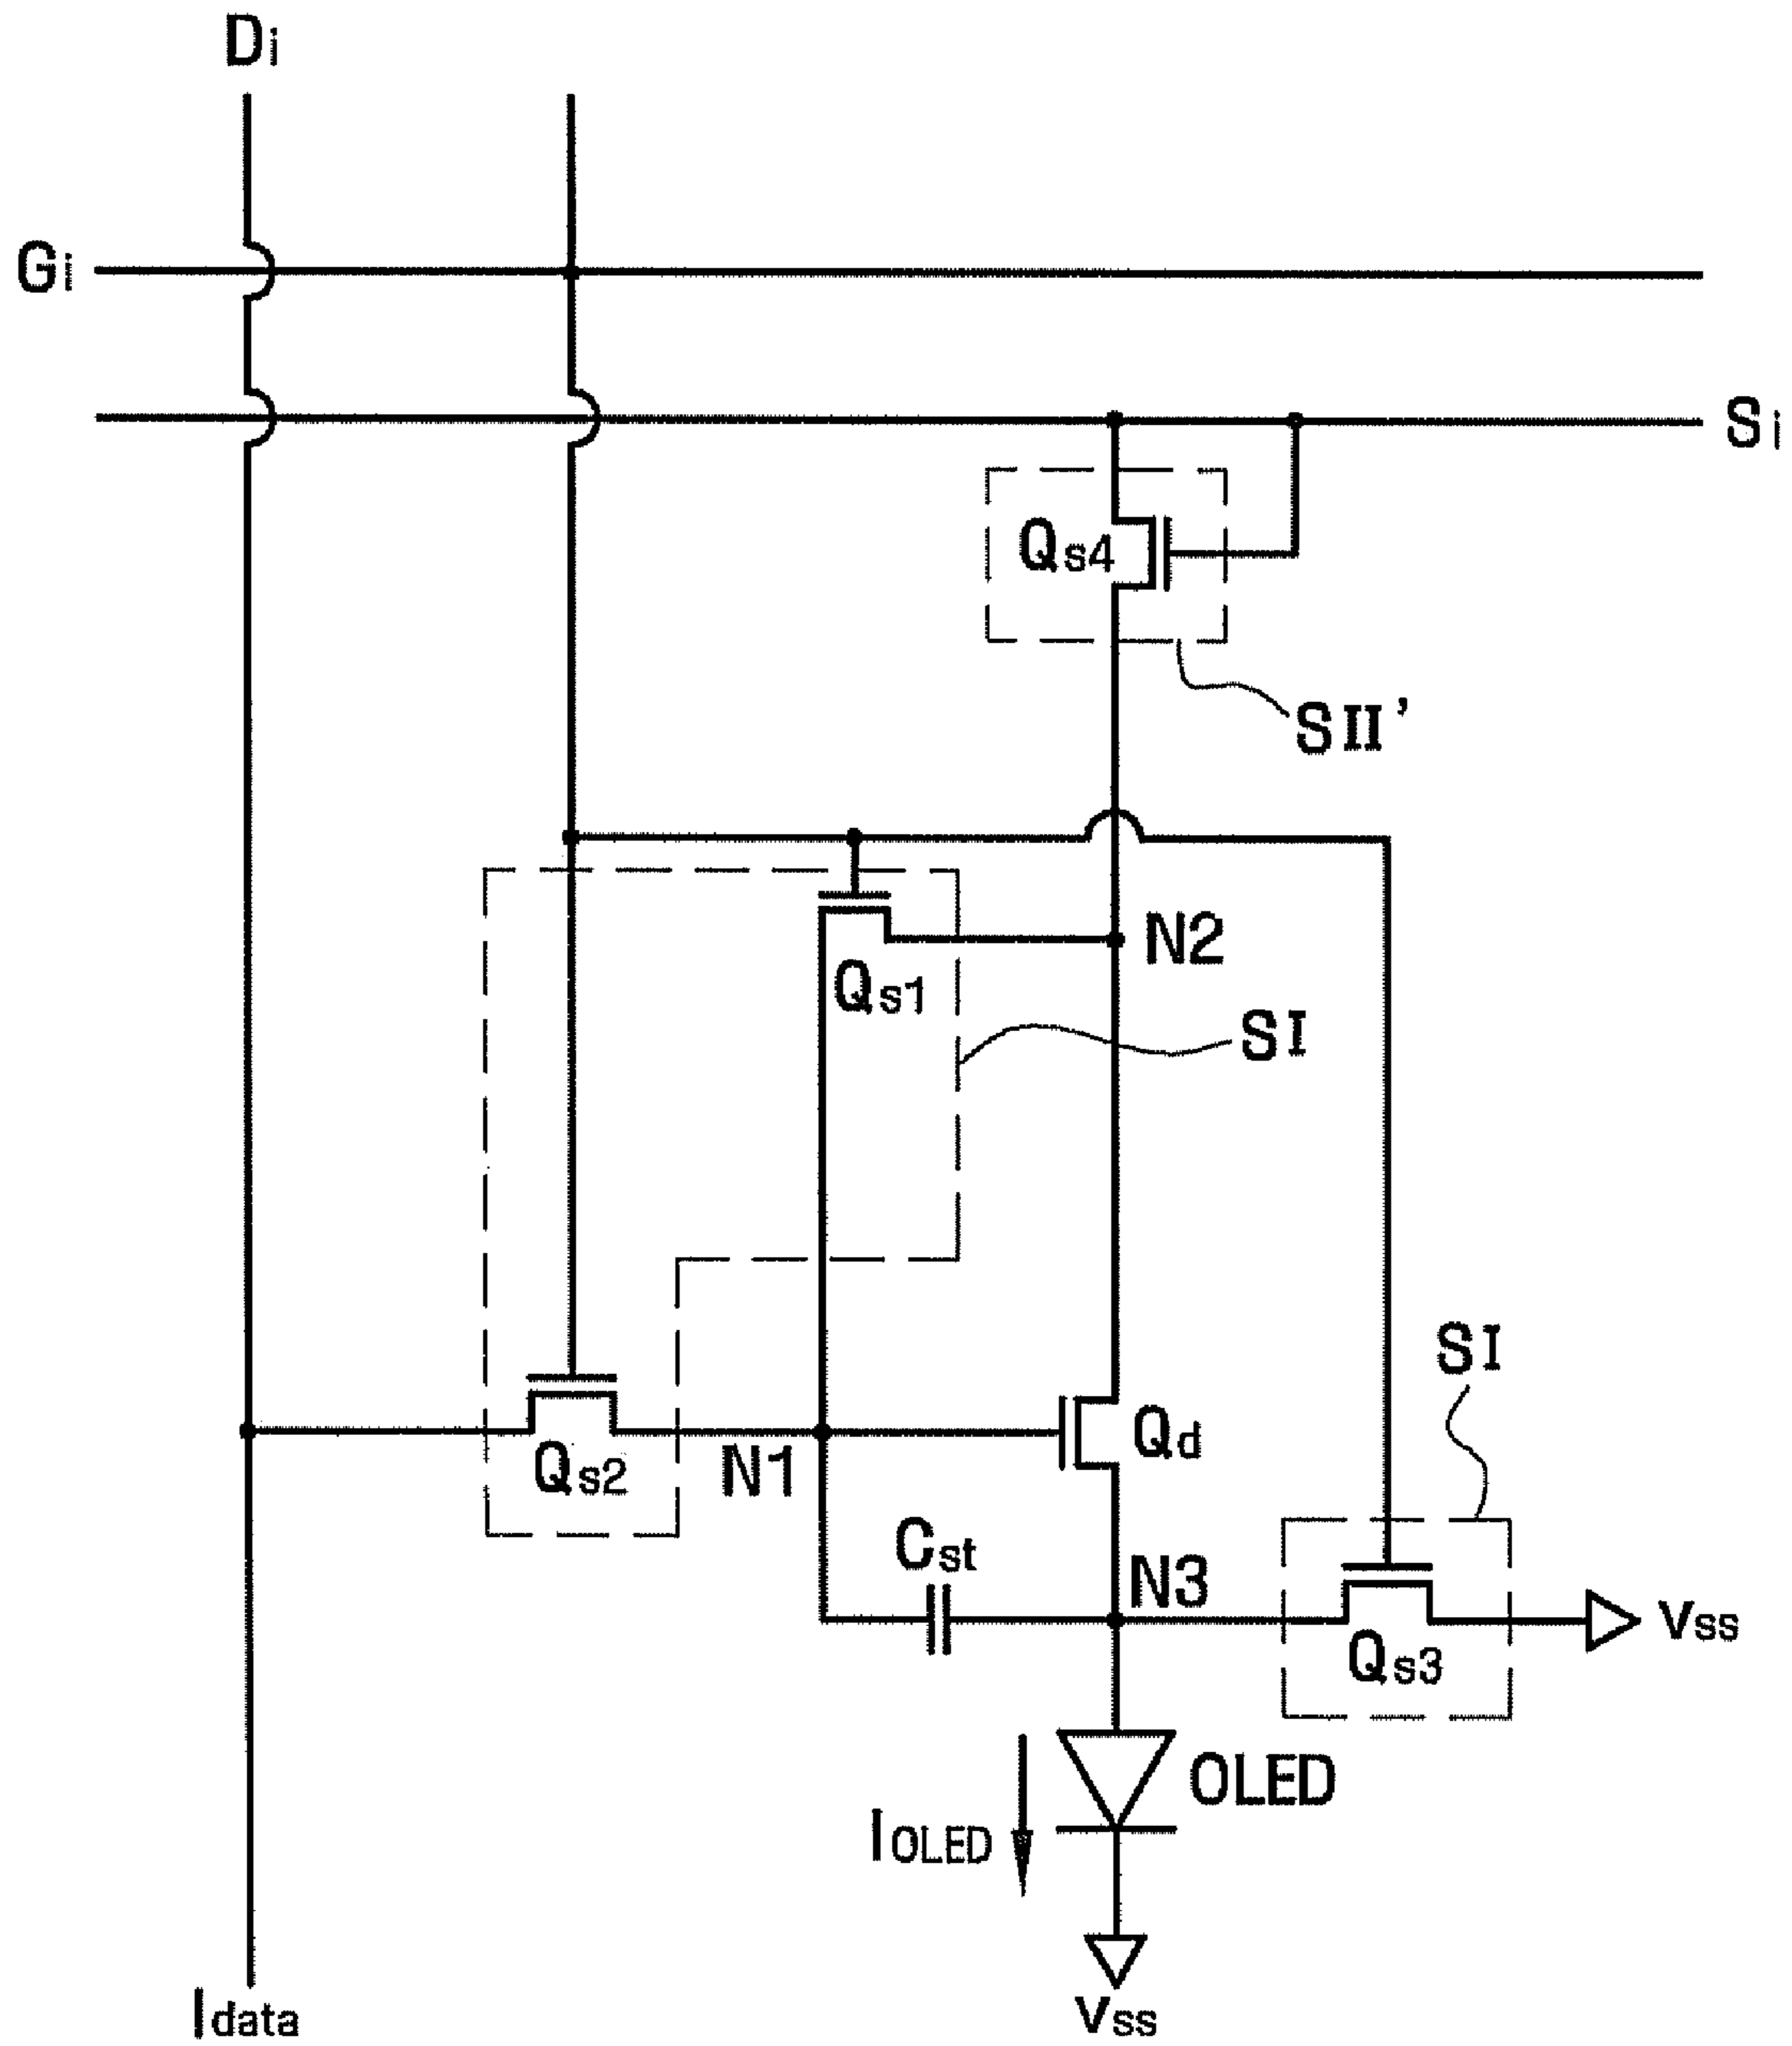 Di
Gi
Si
Qs4
SII'
N2
Qs1
SI
SI
Qd
Qs2
N1
Cst
N3
Vss
Qs3
OLED
IOLED
Idata
Vss